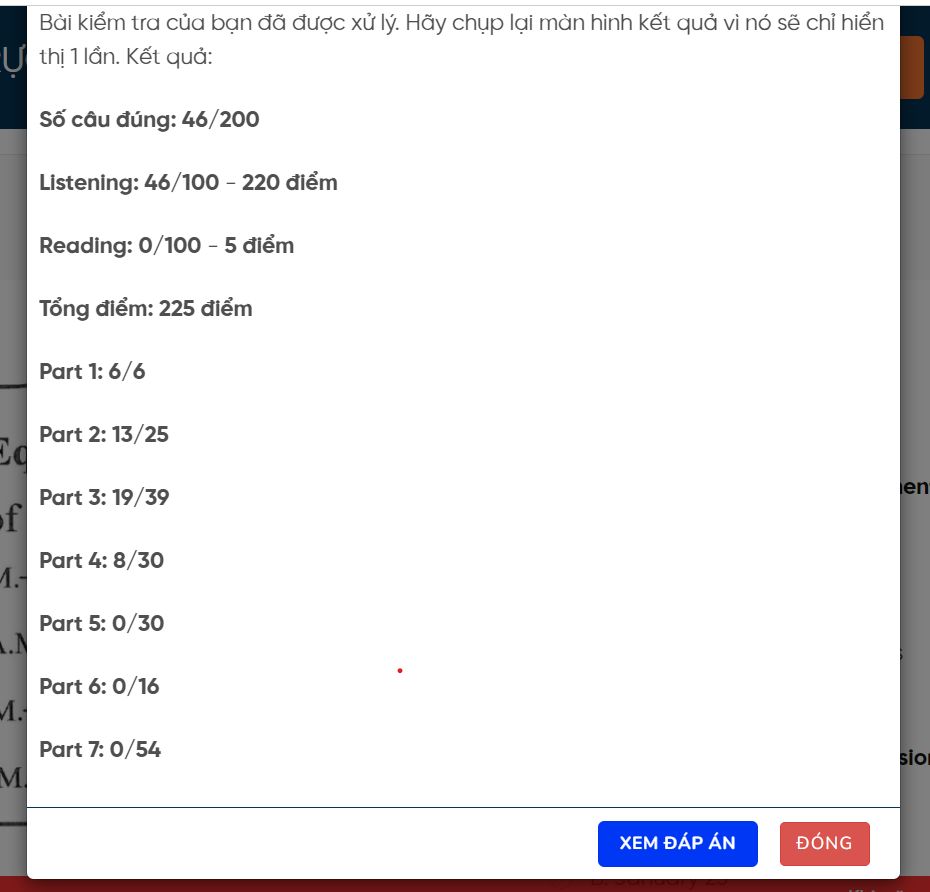 Bài kiểm tra của bạn đã được xử lý. Hãy chụp lại màn hình kết quả vì nó sẽ chỉ hiển
thị 1 lần. Kết quả:
Số câu đúng: 46/200
Listening: 46/100 - 220 điểm
Reading: 0/100 - 5 điểm
Tổng điểm: 225 điểm
Part 1: 6/6
Part 2: 13/25
Part 3: 19/39
Part 4: 8/30
Part 5: 0/30
Part 6: 0/16
Part 7: 0/54
XEM ĐÁP ÁN
ĐÓNG